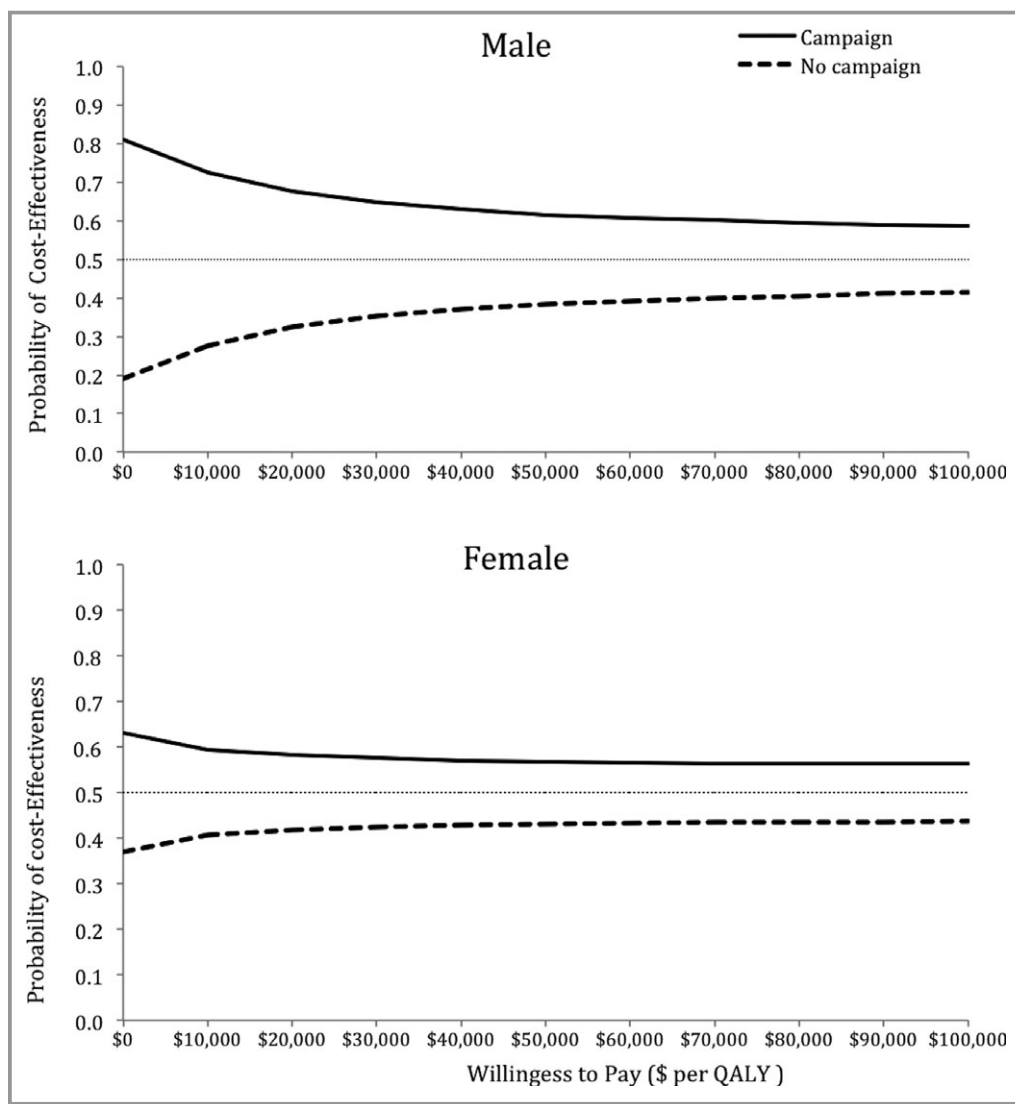 Male
Campaign
No campaign
Probability of Cost-Effectiveness
1.0
0.9
0.8
0.7
0.6
0.5
0.4
0.3
0.2
0.1
0.0
$0 $10,000 $20,000 $30,000 $40,000 $50,000 $60,000 $70,000 $80,000 $90,000 $100,000
Female
Probability of cost-Effectiveness
1.0
0.9
0.8
0.7
0.6
0.5
0.4
0.3
0.2
0.1
0.0
$0 $10,000 $20,000 $30,000 $40,000 $50,000 $60,000 $70,000 $80,000 $90,000 $100,000
Willingess to Pay ($ per QALY )